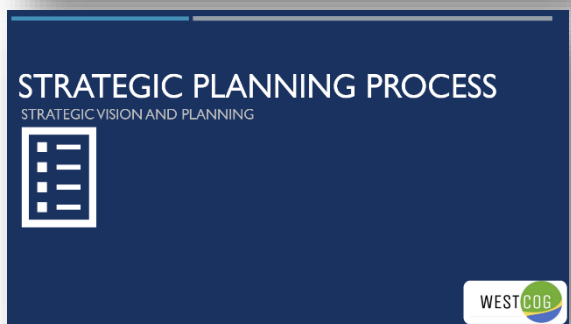 STRATEGIC PLANNING PROCESS
STRATEGIC VISION AND PLANNING
WESTCOG